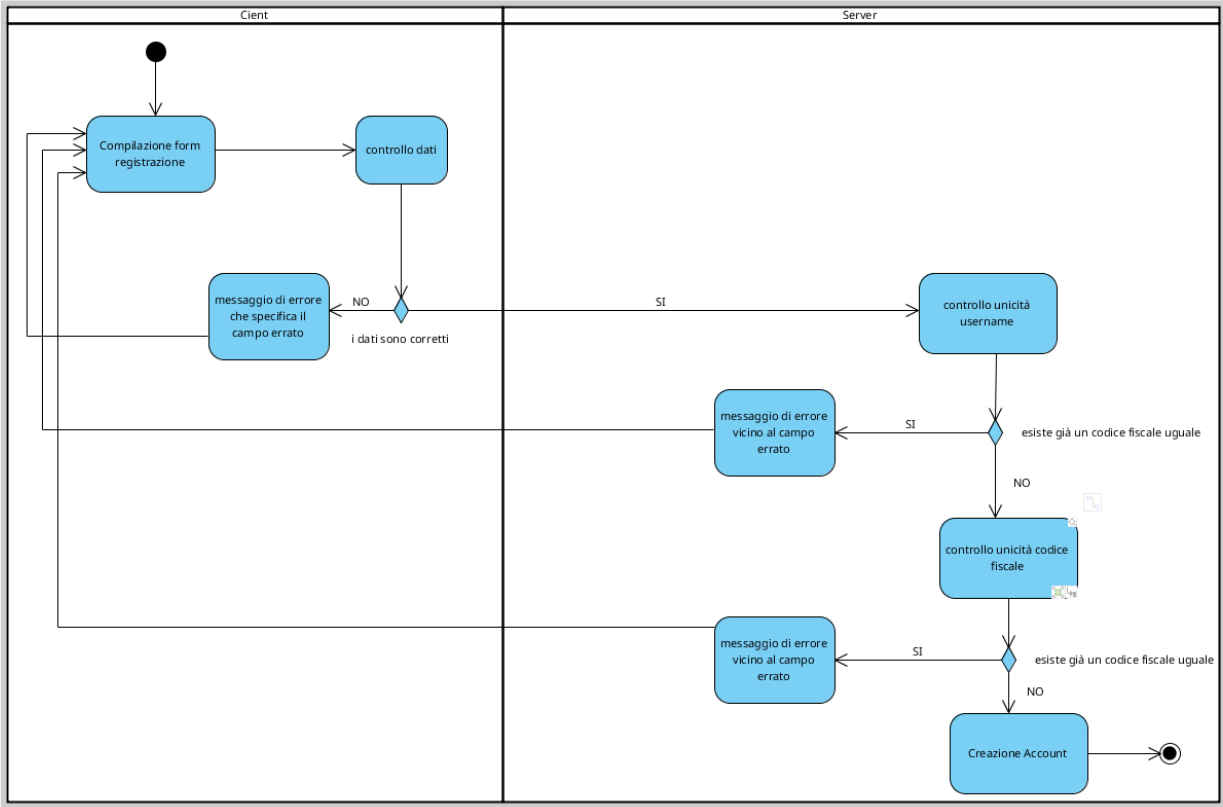 Cient
Server
Compilazione form
registrazione
controllo dati
messaggio di errore
che specifica il
campo errato
NO
i dati sono corretti
SI
controllo unicità
username
messaggio di errore
vicino al campo
errato
SI
esiste già un codice fiscale uguale
NO
controllo unicità codice
fiscale
messaggio di errore
vicino al campo
errato
SI
esiste già un codice fiscale uguale
NO
Creazione Account